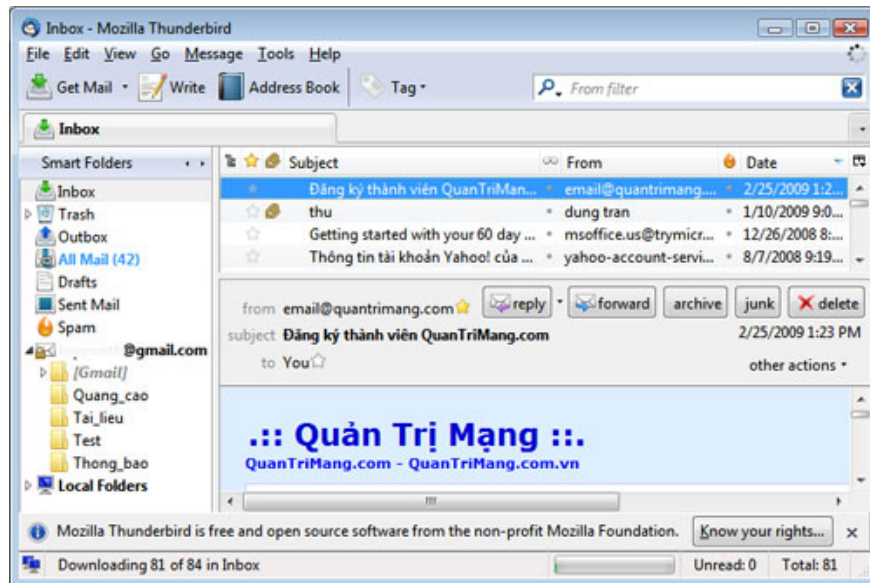 Inbox - Mozilla Thunderbird
File Edit View Go Message Tools Help
Get Mail Write Address Book Tag From filter
Inbox
Smart Folders Subject From Date
Inbox
Trash
Outbox
All Mail (42)
Drafts
Sent Mail
Spam
@gmail.com
[Gmail]
Quang_cao
Tai_lieu
Test
Thong_bao
Local Folders
Đăng ký thành viên QuanTriMan... email@quantrimang.... 2/25/2009 1:2...
thu dung tran 1/10/2009 9:0...
Getting started with your 60 day ... msoffice.us@trymicr... 12/26/2008 8:...
Thông tin tài khoản Yahoo! của ... yahoo-account-servi... 8/7/2008 9:19...
from email@quantrimang.com reply forward archive junk delete
subject Đăng ký thành viên QuanTriMang.com 2/25/2009 1:23 PM
to You other actions
.:: Quản Trị Mạng ::.
QuanTriMang.com - QuanTriMang.com.vn
Mozilla Thunderbird is free and open source software from the non-profit Mozilla Foundation. Know your rights...
Downloading 81 of 84 in Inbox Unread: 0 Total: 81